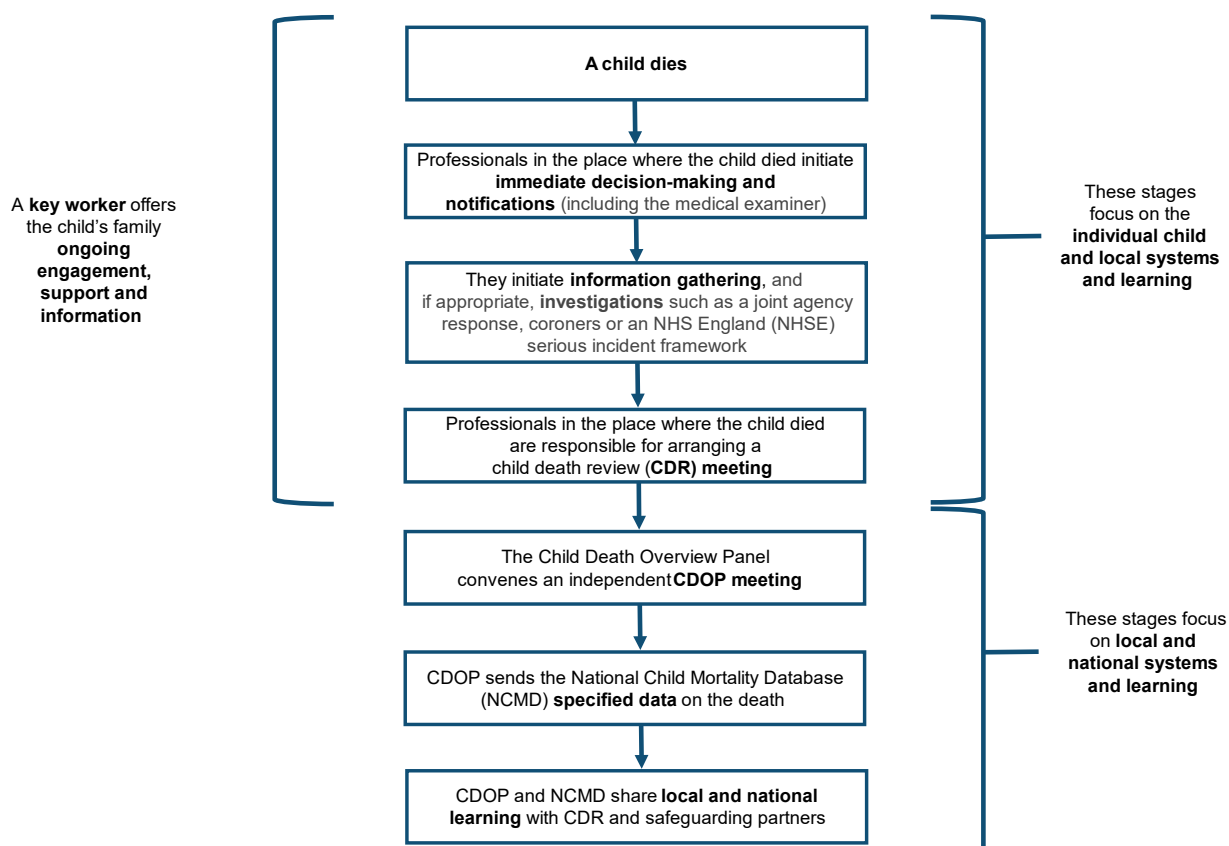 A child dies
Professionals in the place where the child died initiate
immediate decision-making and
notifications (including the medical examiner)
A key worker offers
the child’s family
ongoing
engagement,
support and
information
These stages
focus on the
individual child
and local systems
and learning
They initiate information gathering, and
if appropriate, investigations such as a joint agency
response, coroners or an NHS England (NHSE)
serious incident framework
Professionals in the place where the child died
are responsible for arranging a
child death review (CDR) meeting
The Child Death Overview Panel
convenes an independent CDOP meeting
These stages focus
on local and
national systems
and learning
CDOP sends the National Child Mortality Database
(NCMD) specified data on the death
CDOP and NCMD share local and national
learning with CDR and safeguarding partners